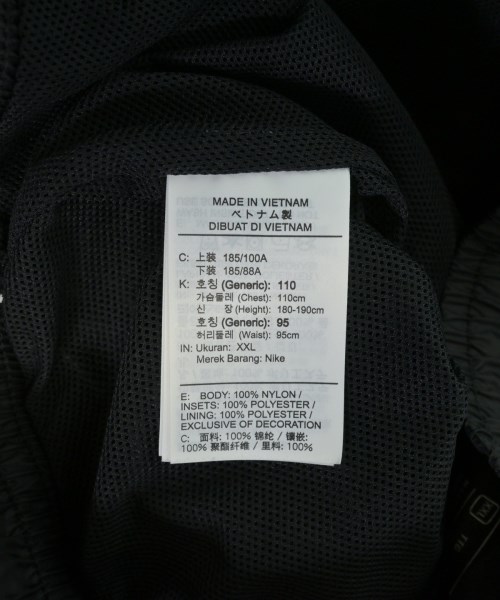 MADE IN VIETNAM
ベトナム製
DIBUAT DI VIETNAM
C: 上装 185/100A
下装 185/88A
K: 호칭 (Generic): 110
가슴둘레 (Chest): 110cm
신 장 (Height): 180-190cm
호칭 (Generic): 95
허리둘레 (Waist): 95cm
IN: Ukuran: XXL
Merek Barang: Nike
E: BODY: 100% NYLON /
INSETS: 100% POLYESTER /
LINING: 100% POLYESTER /
EXCLUSIVE OF DECORATION
C: 面料: 100% 锦纶 / 镶嵌:
100% 聚酯纤维 / 里料: 100%
XXL